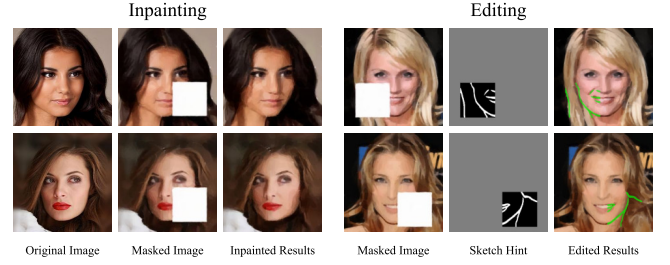 Inpainting
Editing
Original Image
Masked Image
Inpainted Results
Masked Image
Sketch Hint
Edited Results